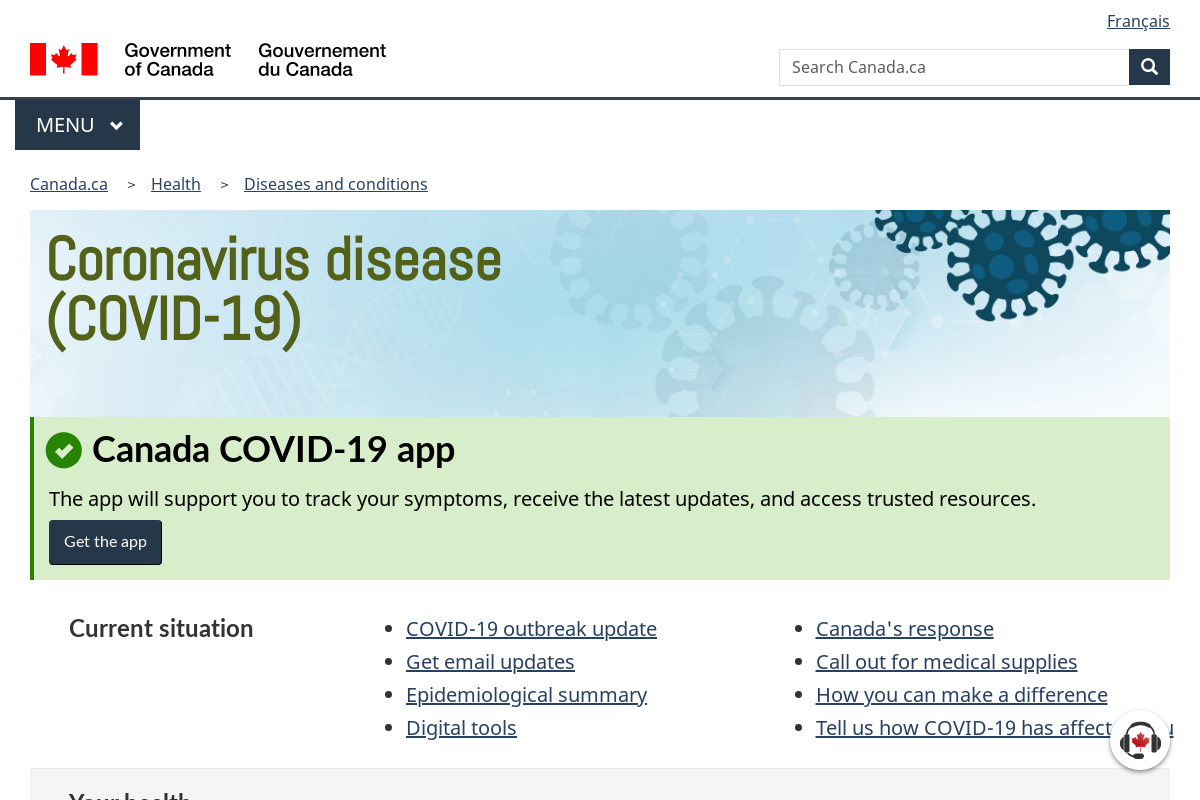 Français
Government
of Canada
Gouvernement
du Canada
Search Canada.ca
MENU
Canada.ca > Health > Diseases and conditions
Coronavirus disease
(COVID-19)
Canada COVID-19 app
The app will support you to track your symptoms, receive the latest updates, and access trusted resources.
Get the app
Current situation
COVID-19 outbreak update
Get email updates
Epidemiological summary
Digital tools
Canada's response
Call out for medical supplies
How you can make a difference
Tell us how COVID-19 has
Your health